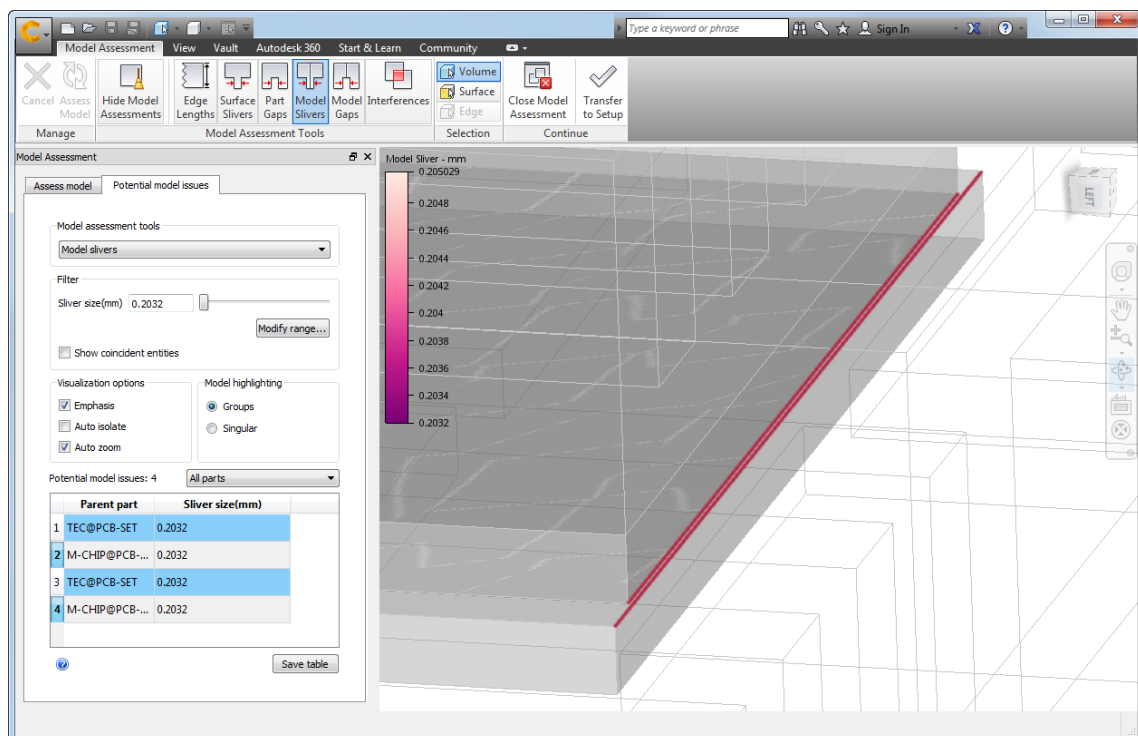 Type a keyword or phrase
Sign In
Model Assessment View Vault Autodesk 360 Start & Learn Community
Cancel Assess Model
Hide Model Assessments
Edge Lengths
Surface Slivers
Part Gaps
Model Slivers
Model Gaps
Interferences
Volume
Surface
Edge
Close Model Assessment
Transfer to Setup
Manage Model Assessment Tools Selection Continue
Model Assessment
Assess model Potential model issues
Model assessment tools
Model slivers
Filter
Sliver size(mm) 0.2032
Modify range...
Show coincident entities
Visualization options
Emphasis
Auto isolate
Auto zoom
Model highlighting
Groups
Singular
Potential model issues: 4 All parts
Parent part Sliver size(mm)
1 TEC@PCB-SET 0.2032
2 M-CHIP@PCB-... 0.2032
3 TEC@PCB-SET 0.2032
4 M-CHIP@PCB-... 0.2032
Save table
Model Sliver - mm
0.205029
0.2048
0.2046
0.2044
0.2042
0.204
0.2038
0.2036
0.2034
0.2032
LEFT